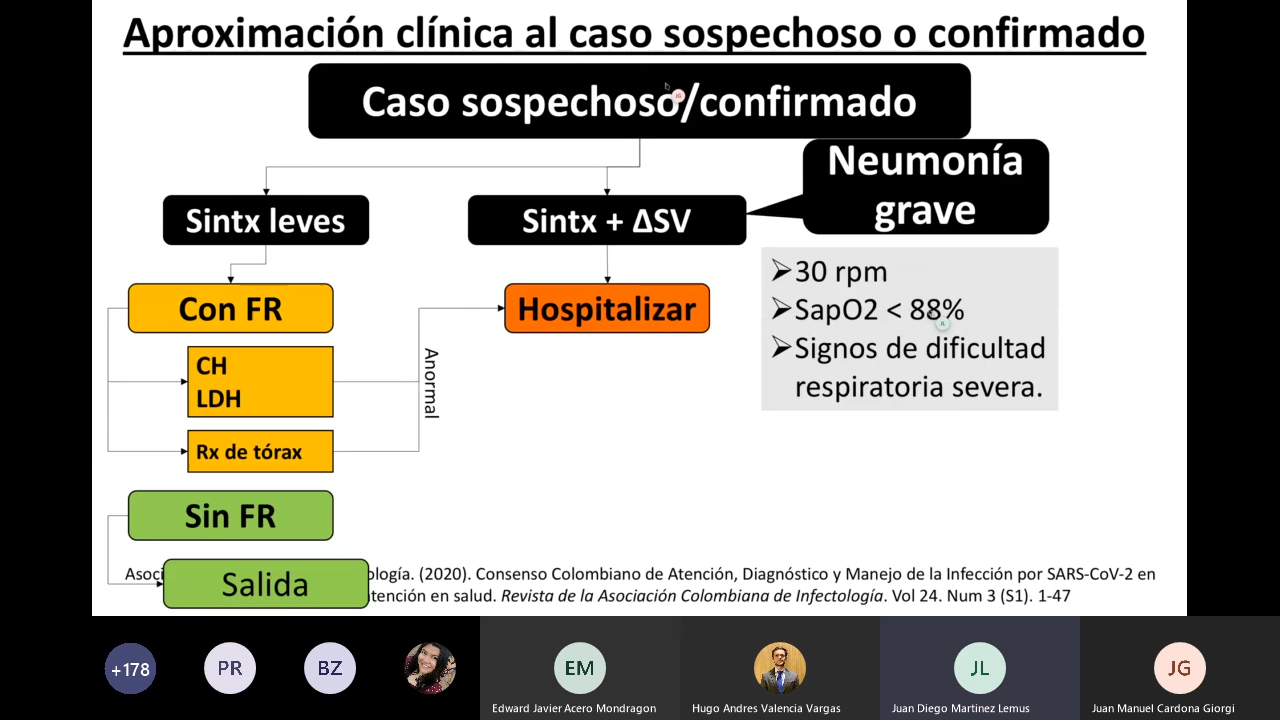 Aproximación clínica al caso sospechoso o confirmado
Caso sospechoso/confirmado
JG
Neumonía
grave
Sintx leves
Sintx + ΔSV
30 rpm
SapO2 < 88%
JL
Signos de dificultad
respiratoria severa.
Con FR
Hospitalizar
CH
LDH
Anormal
Rx de tórax
Sin FR
Salida
Asoci ología. (2020). Consenso Colombiano de Atención, Diagnóstico y Manejo de la Infección por SARS-CoV-2 en
tención en salud. Revista de la Asociación Colombiana de Infectología. Vol 24. Num 3 (S1). 1-47
+178
PR
BZ
EM
JL
JG
Edward Javier Acero Mondragon
Hugo Andres Valencia Vargas
Juan Diego Martinez Lemus
Juan Manuel Cardona Giorgi